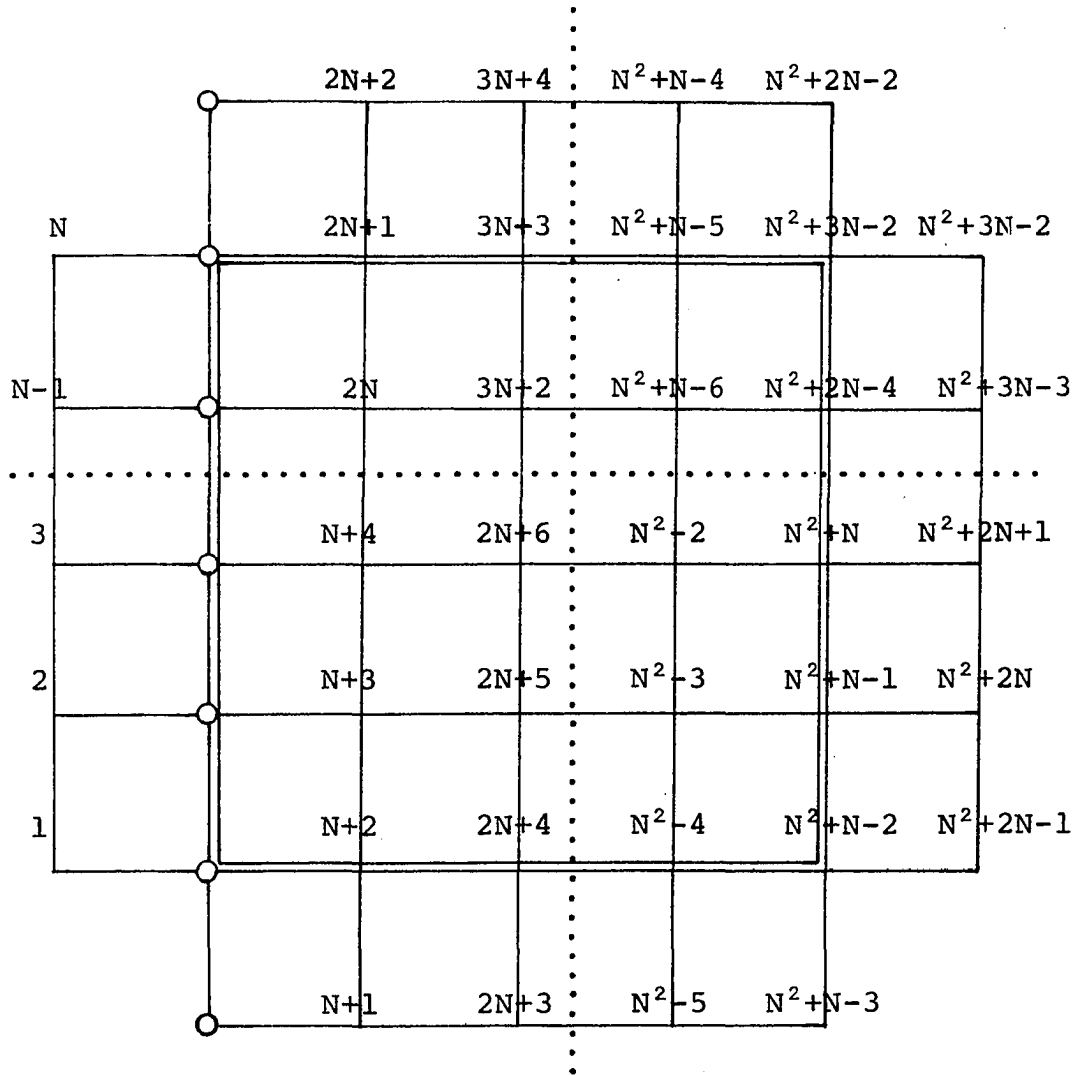 2N+2 3N+4 N²+N-4 N²+2N-2
N 2N+1 3N+3 N²+N-5 N²+3N-2 N²+3N-2
N-1 2N 3N+2 N²+N-6 N²+2N-4 N²+3N-3
3 N+4 2N+6 N²-2 N²+N N²+2N+1
2 N+3 2N+5 N²-3 N²+N-1 N²+2N
1 N+2 2N+4 N²-4 N²+N-2 N²+2N-1
N+1 2N+3 N²-5 N²+N-3